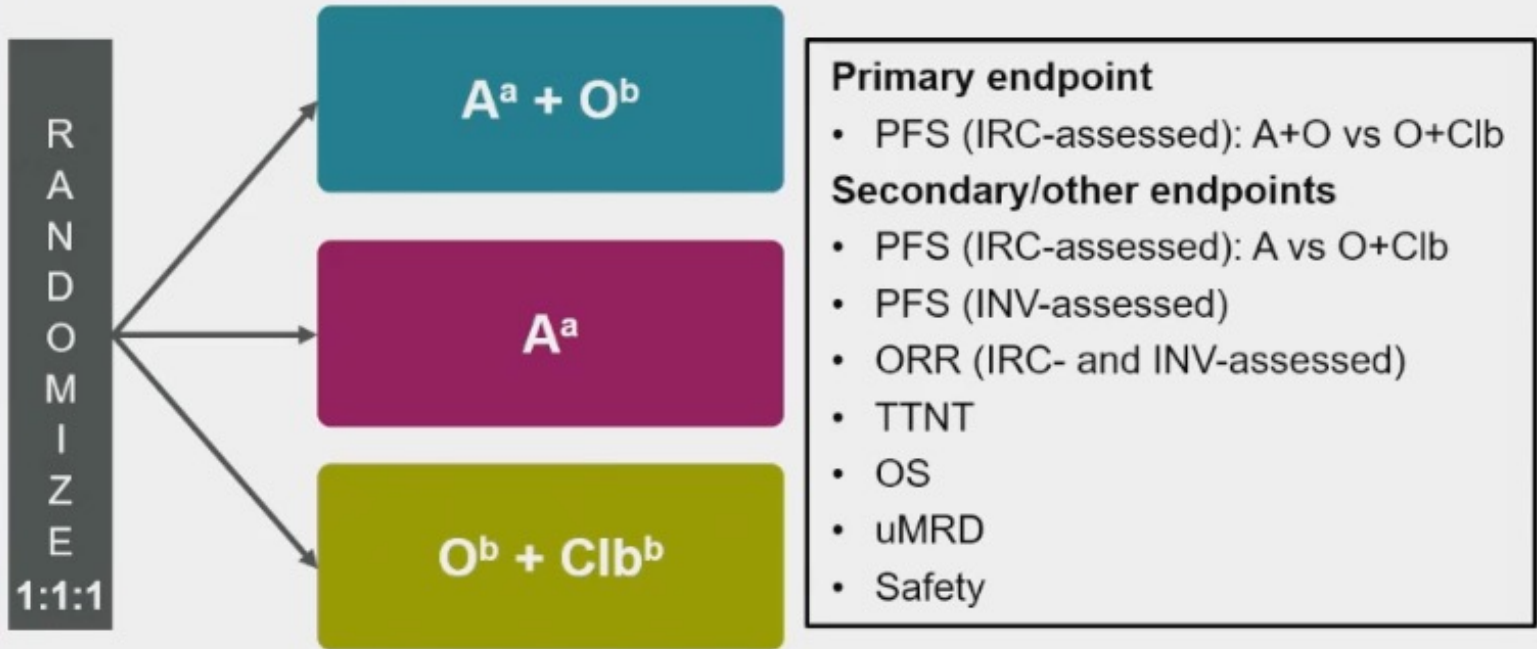 RANDOMIZE
1:1:1
Aᵃ + Oᵇ
Aᵃ
Oᵇ + Clbᵇ
Primary endpoint
• PFS (IRC-assessed): A+O vs O+Clb
Secondary/other endpoints
• PFS (IRC-assessed): A vs O+Clb
• PFS (INV-assessed)
• ORR (IRC- and INV-assessed)
• TTNT
• OS
• uMRD
• Safety